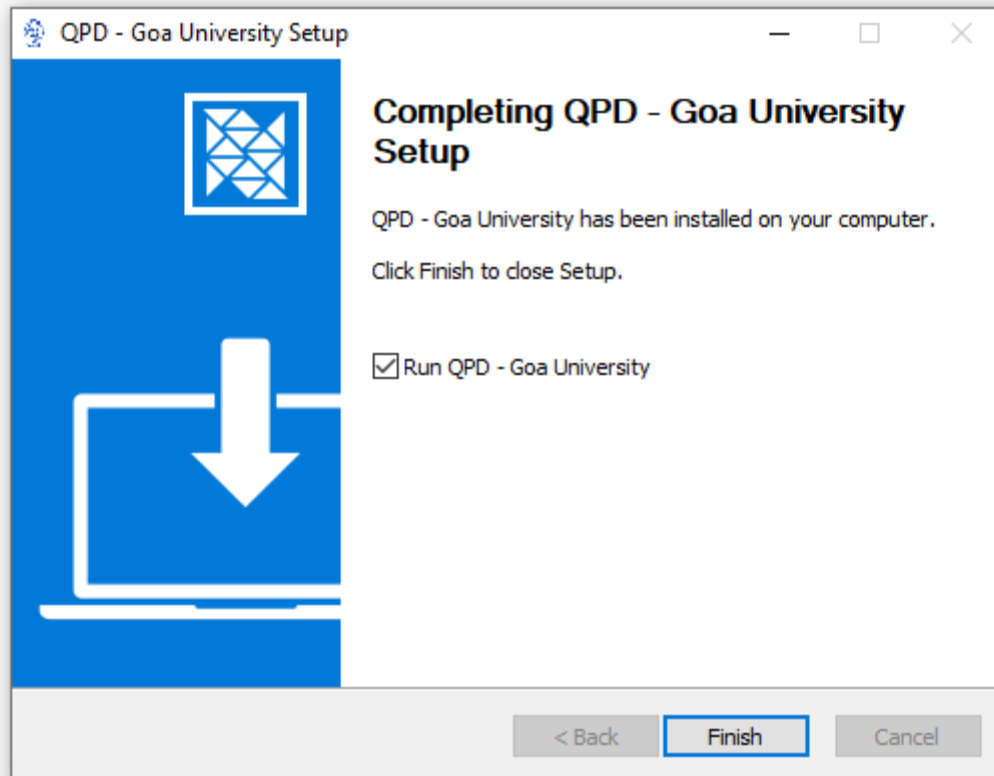 QPD - Goa University Setup
Completing QPD - Goa University
Setup
QPD - Goa University has been installed on your computer.
Click Finish to close Setup.
Run QPD - Goa University
< Back
Finish
Cancel